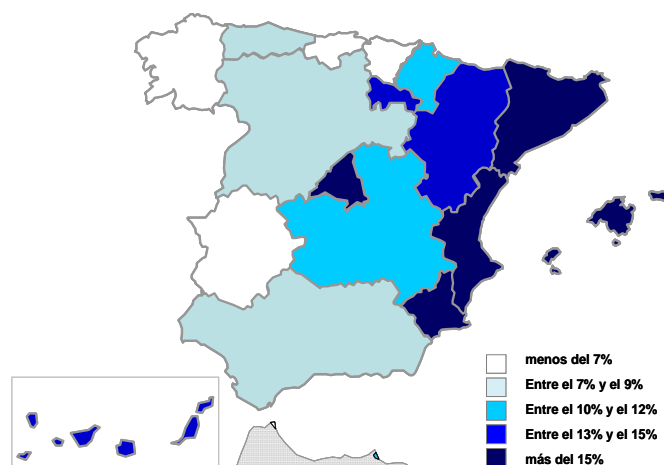 menos del 7%
Entre el 7% y el 9%
Entre el 10% y el 12%
Entre el 13% y el 15%
más del 15%